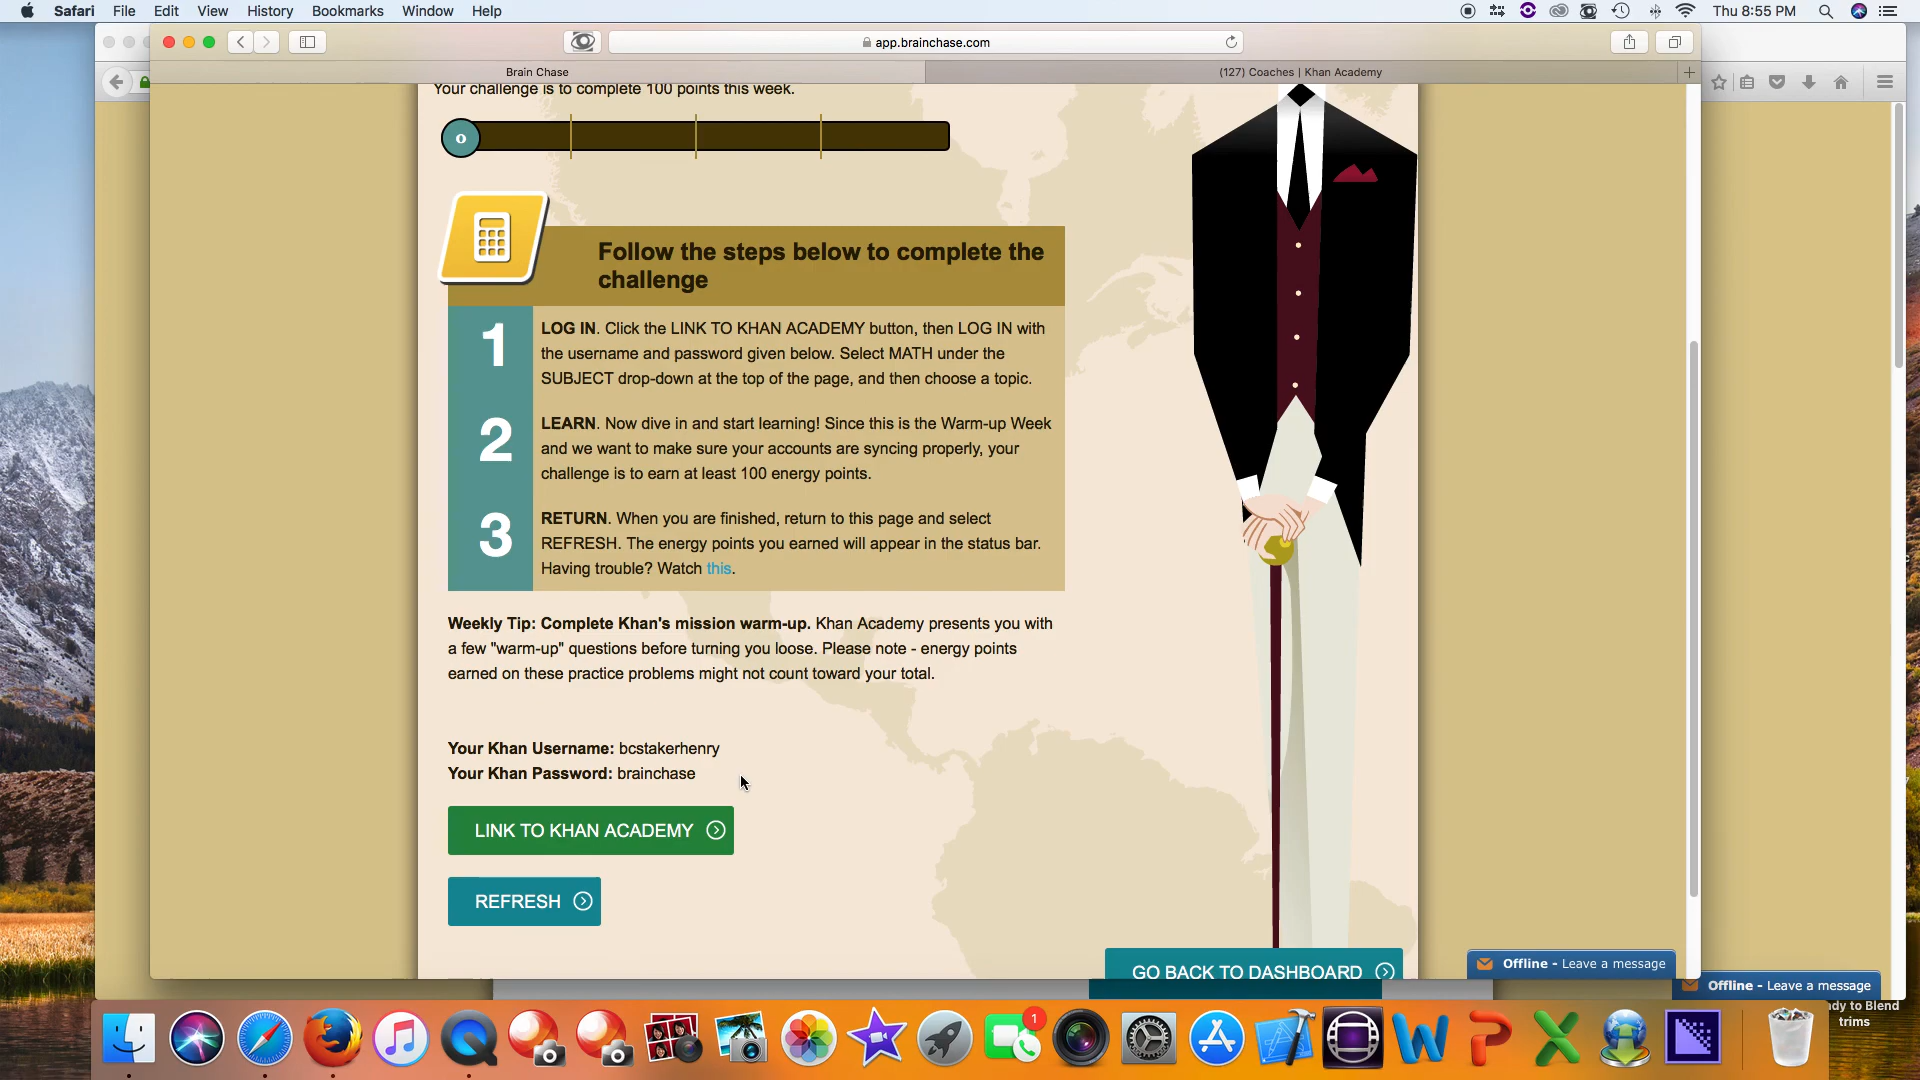 Safari File Edit View History Bookmarks Window Help
Thu 8:55 PM
app.brainchase.com
Brain Chase
(127) Coaches | Khan Academy
Your challenge is to complete 100 points this week.
0
Follow the steps below to complete the
challenge
1
LOG IN. Click the LINK TO KHAN ACADEMY button, then LOG IN with
the username and password given below. Select MATH under the
SUBJECT drop-down at the top of the page, and then choose a topic.
2
LEARN. Now dive in and start learning! Since this is the Warm-up Week
and we want to make sure your accounts are syncing properly, your
challenge is to earn at least 100 energy points.
3
RETURN. When you are finished, return to this page and select
REFRESH. The energy points you earned will appear in the status bar.
Having trouble? Watch this.
Weekly Tip: Complete Khan's mission warm-up. Khan Academy presents you with
a few "warm-up" questions before turning you loose. Please note - energy points
earned on these practice problems might not count toward your total.
Your Khan Username: bcstakerhenry
Your Khan Password: brainchase
LINK TO KHAN ACADEMY
REFRESH
GO BACK TO DASHBOARD
Offline - Leave a message
Offline - Leave a message
dy to Blend
trims
1